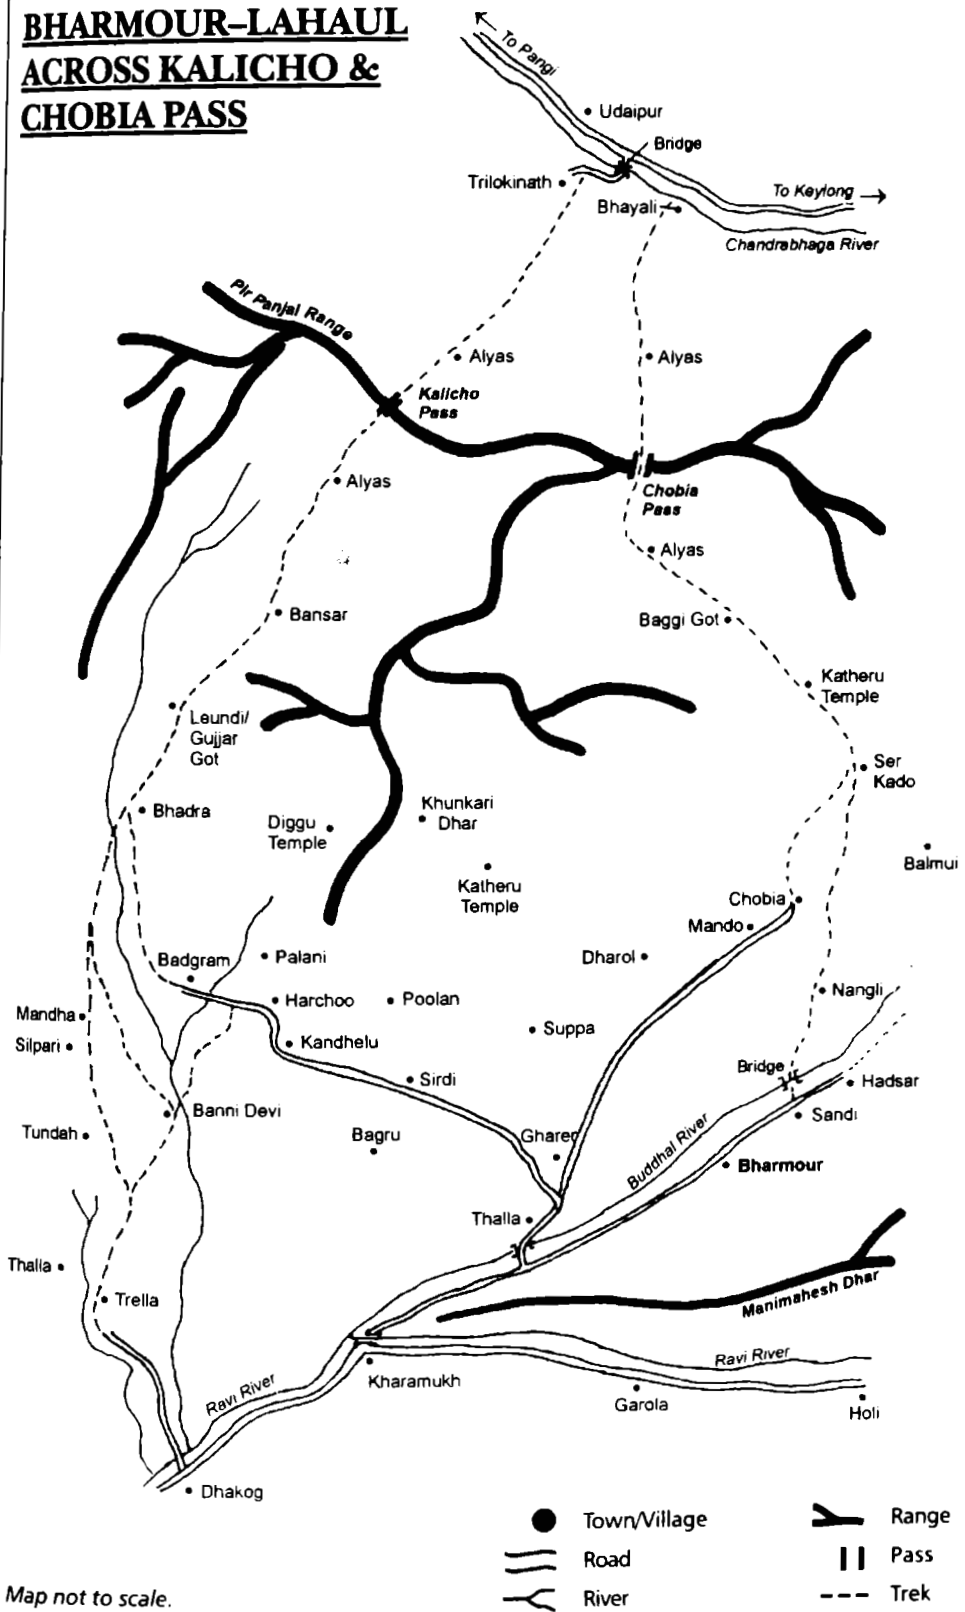 BHARMOUR–LAHAUL
ACROSS KALICHO &
CHOBIA PASS
To Pangi
Udaipur
Bridge
Trilokinath
To Keylong
Bhayali
Chandrabhaga River
Pir Panjal Range
Alyas
Alyas
Kalicho
Pass
Alyas
Chobia
Pass
Alyas
Bansar
Baggi Got
Katheru
Temple
Leundi/
Gujjar
Got
Ser
Kado
Bhadra
Khunkari
Dhar
Diggu
Temple
Balmui
Katheru
Temple
Chobia
Mando
Badgram
Palani
Dharol
Harchoo
Poolan
Nangli
Mandha
Suppa
Silpari
Kandhelu
Bridge
Sirdi
Hadsar
Banni Devi
Sandi
Tundah
Bagru
Gharer
Buddhal River
Bharmour
Thalla
Thalla
Trella
Manimahesh Dhar
Ravi River
Kharamukh
Ravi River
Garola
Holi
Dhakog
Town/Village
Range
Road
Pass
River
Trek
Map not to scale.